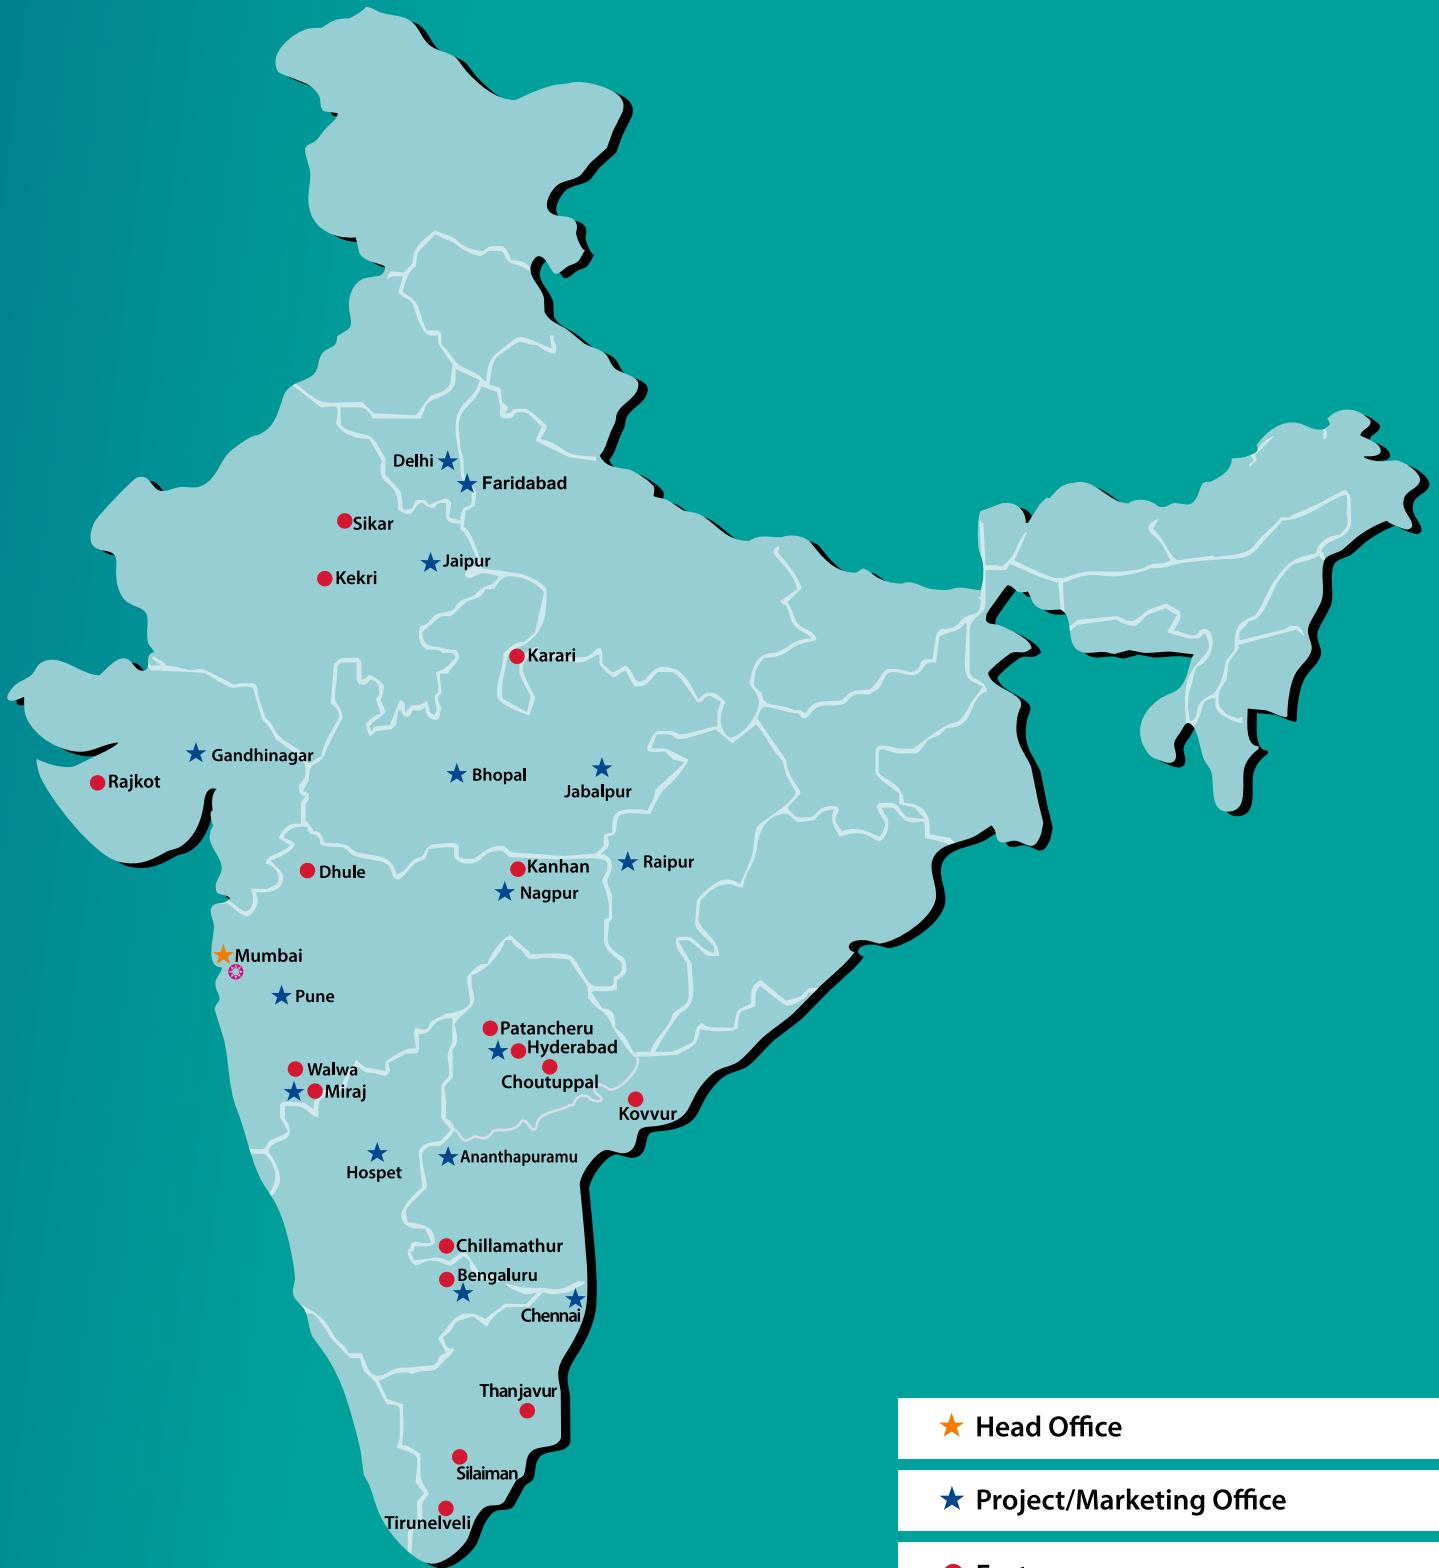 Delhi
Faridabad
Sikar
Jaipur
Kekri
Karari
Gandhinagar
Rajkot
Bhopal
Jabalpur
Dhule
Kanhan
Raipur
Nagpur
Mumbai
Pune
Patancheru
Hyderabad
Choutuppal
Walwa
Miraj
Kovvur
Hospet
Ananthapuramu
Chillamathur
Bengaluru
Chennai
Thanjavur
Silaiman
Tirunelveli
Head Office
Project/Marketing Office